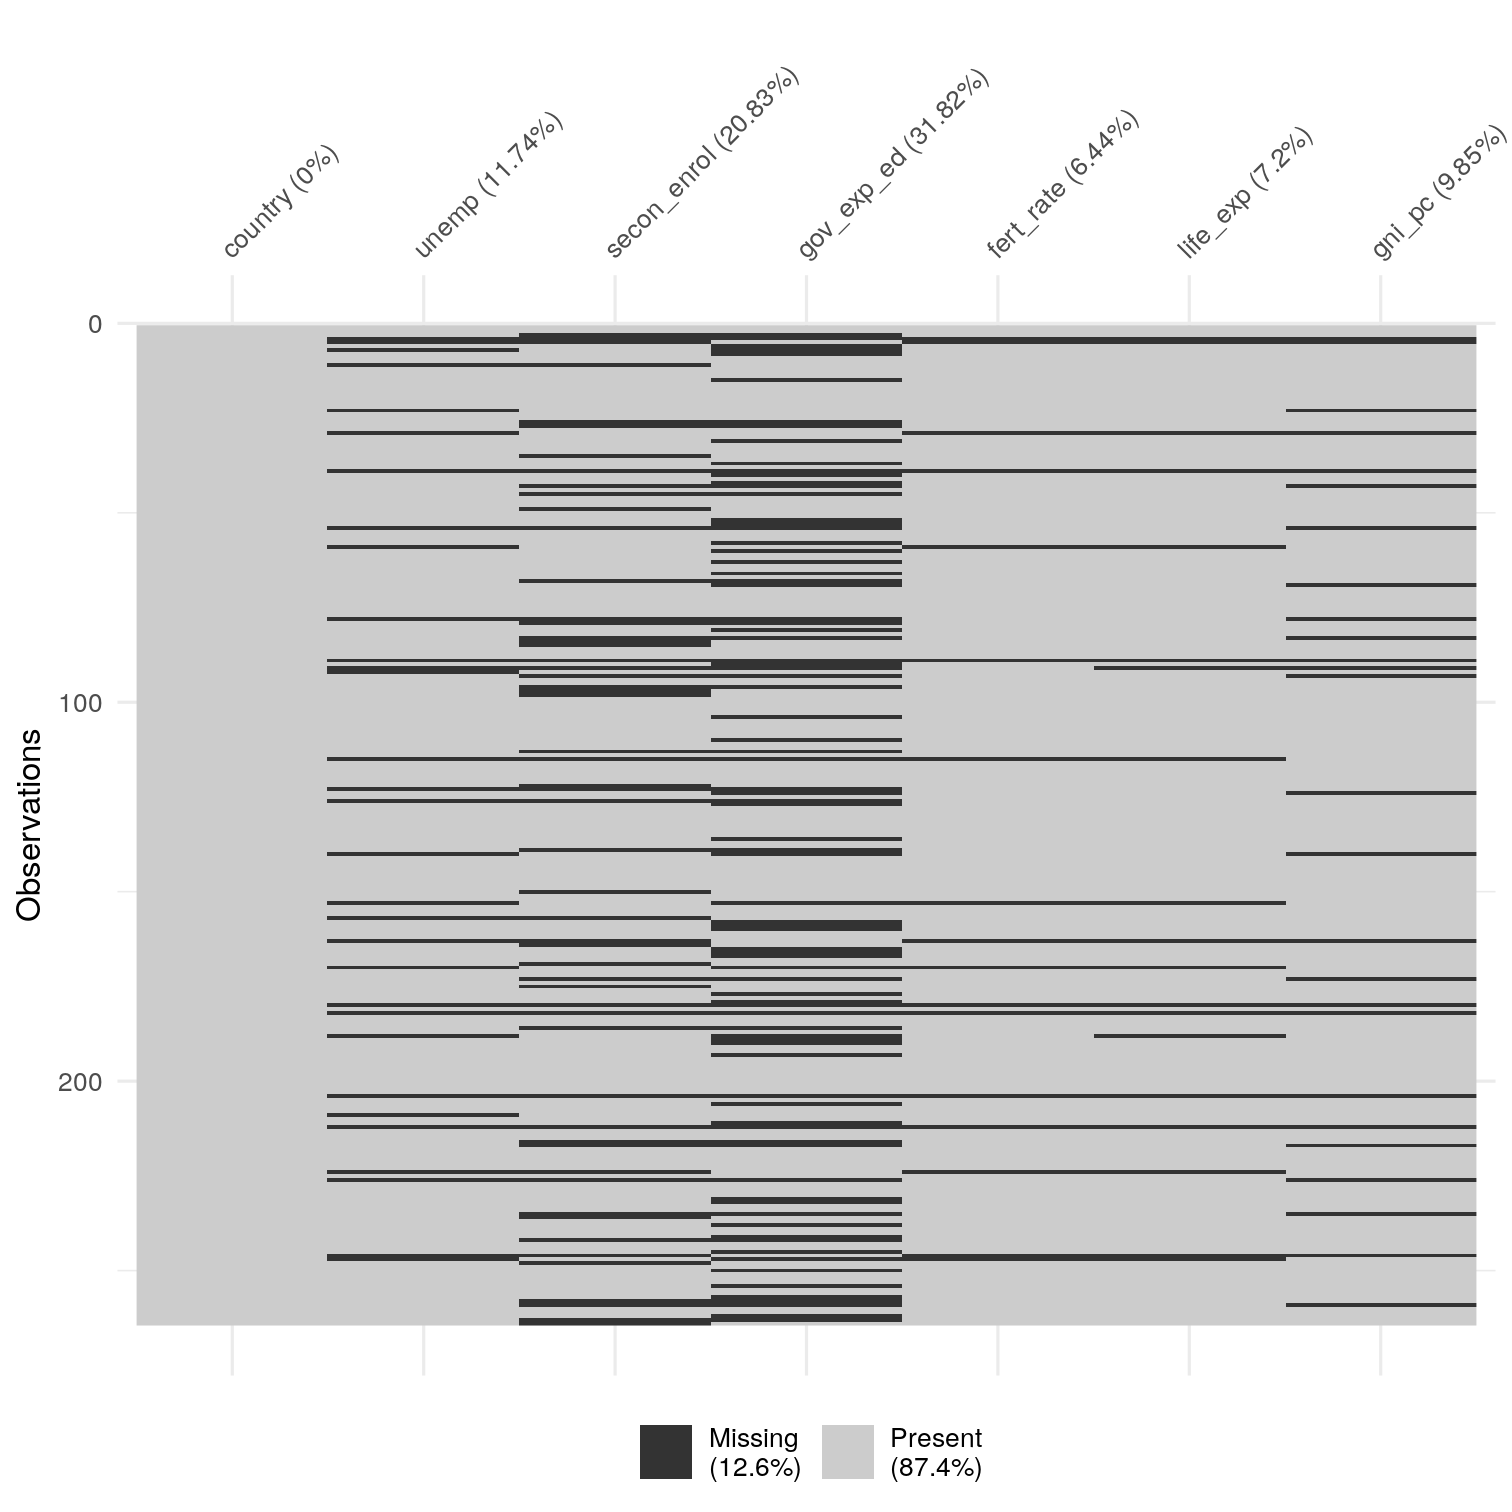 country (0%)
unemp (11.74%)
secon_enrol (20.83%)
gov_exp_ed (31.82%)
fert_rate (6.44%)
life_exp (7.2%)
gni_pc (9.85%)
0
100
200
Observations
Missing
(12.6%)
Present
(87.4%)